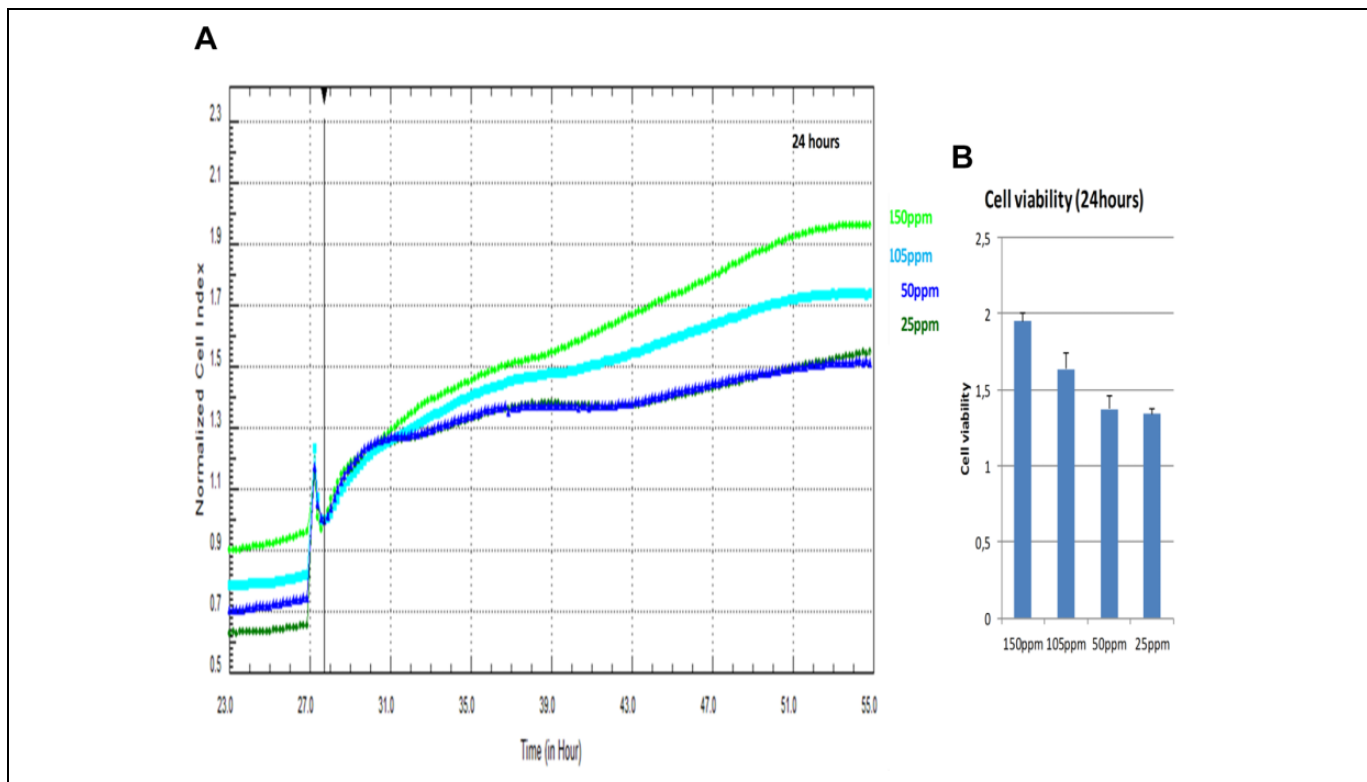 A
Normalized Cell Index
2.3
2.1
1.9
1.7
1.5
1.3
1.1
0.9
0.7
0.5
24 hours
23.0 27.0 31.0 35.0 39.0 43.0 47.0 51.0 55.0
Time (in Hour)
150ppm
105ppm
50ppm
25ppm
B
Cell viability (24hours)
Cell viability
2,5
2
1,5
1
0,5
0
150ppm 105ppm 50ppm 25ppm